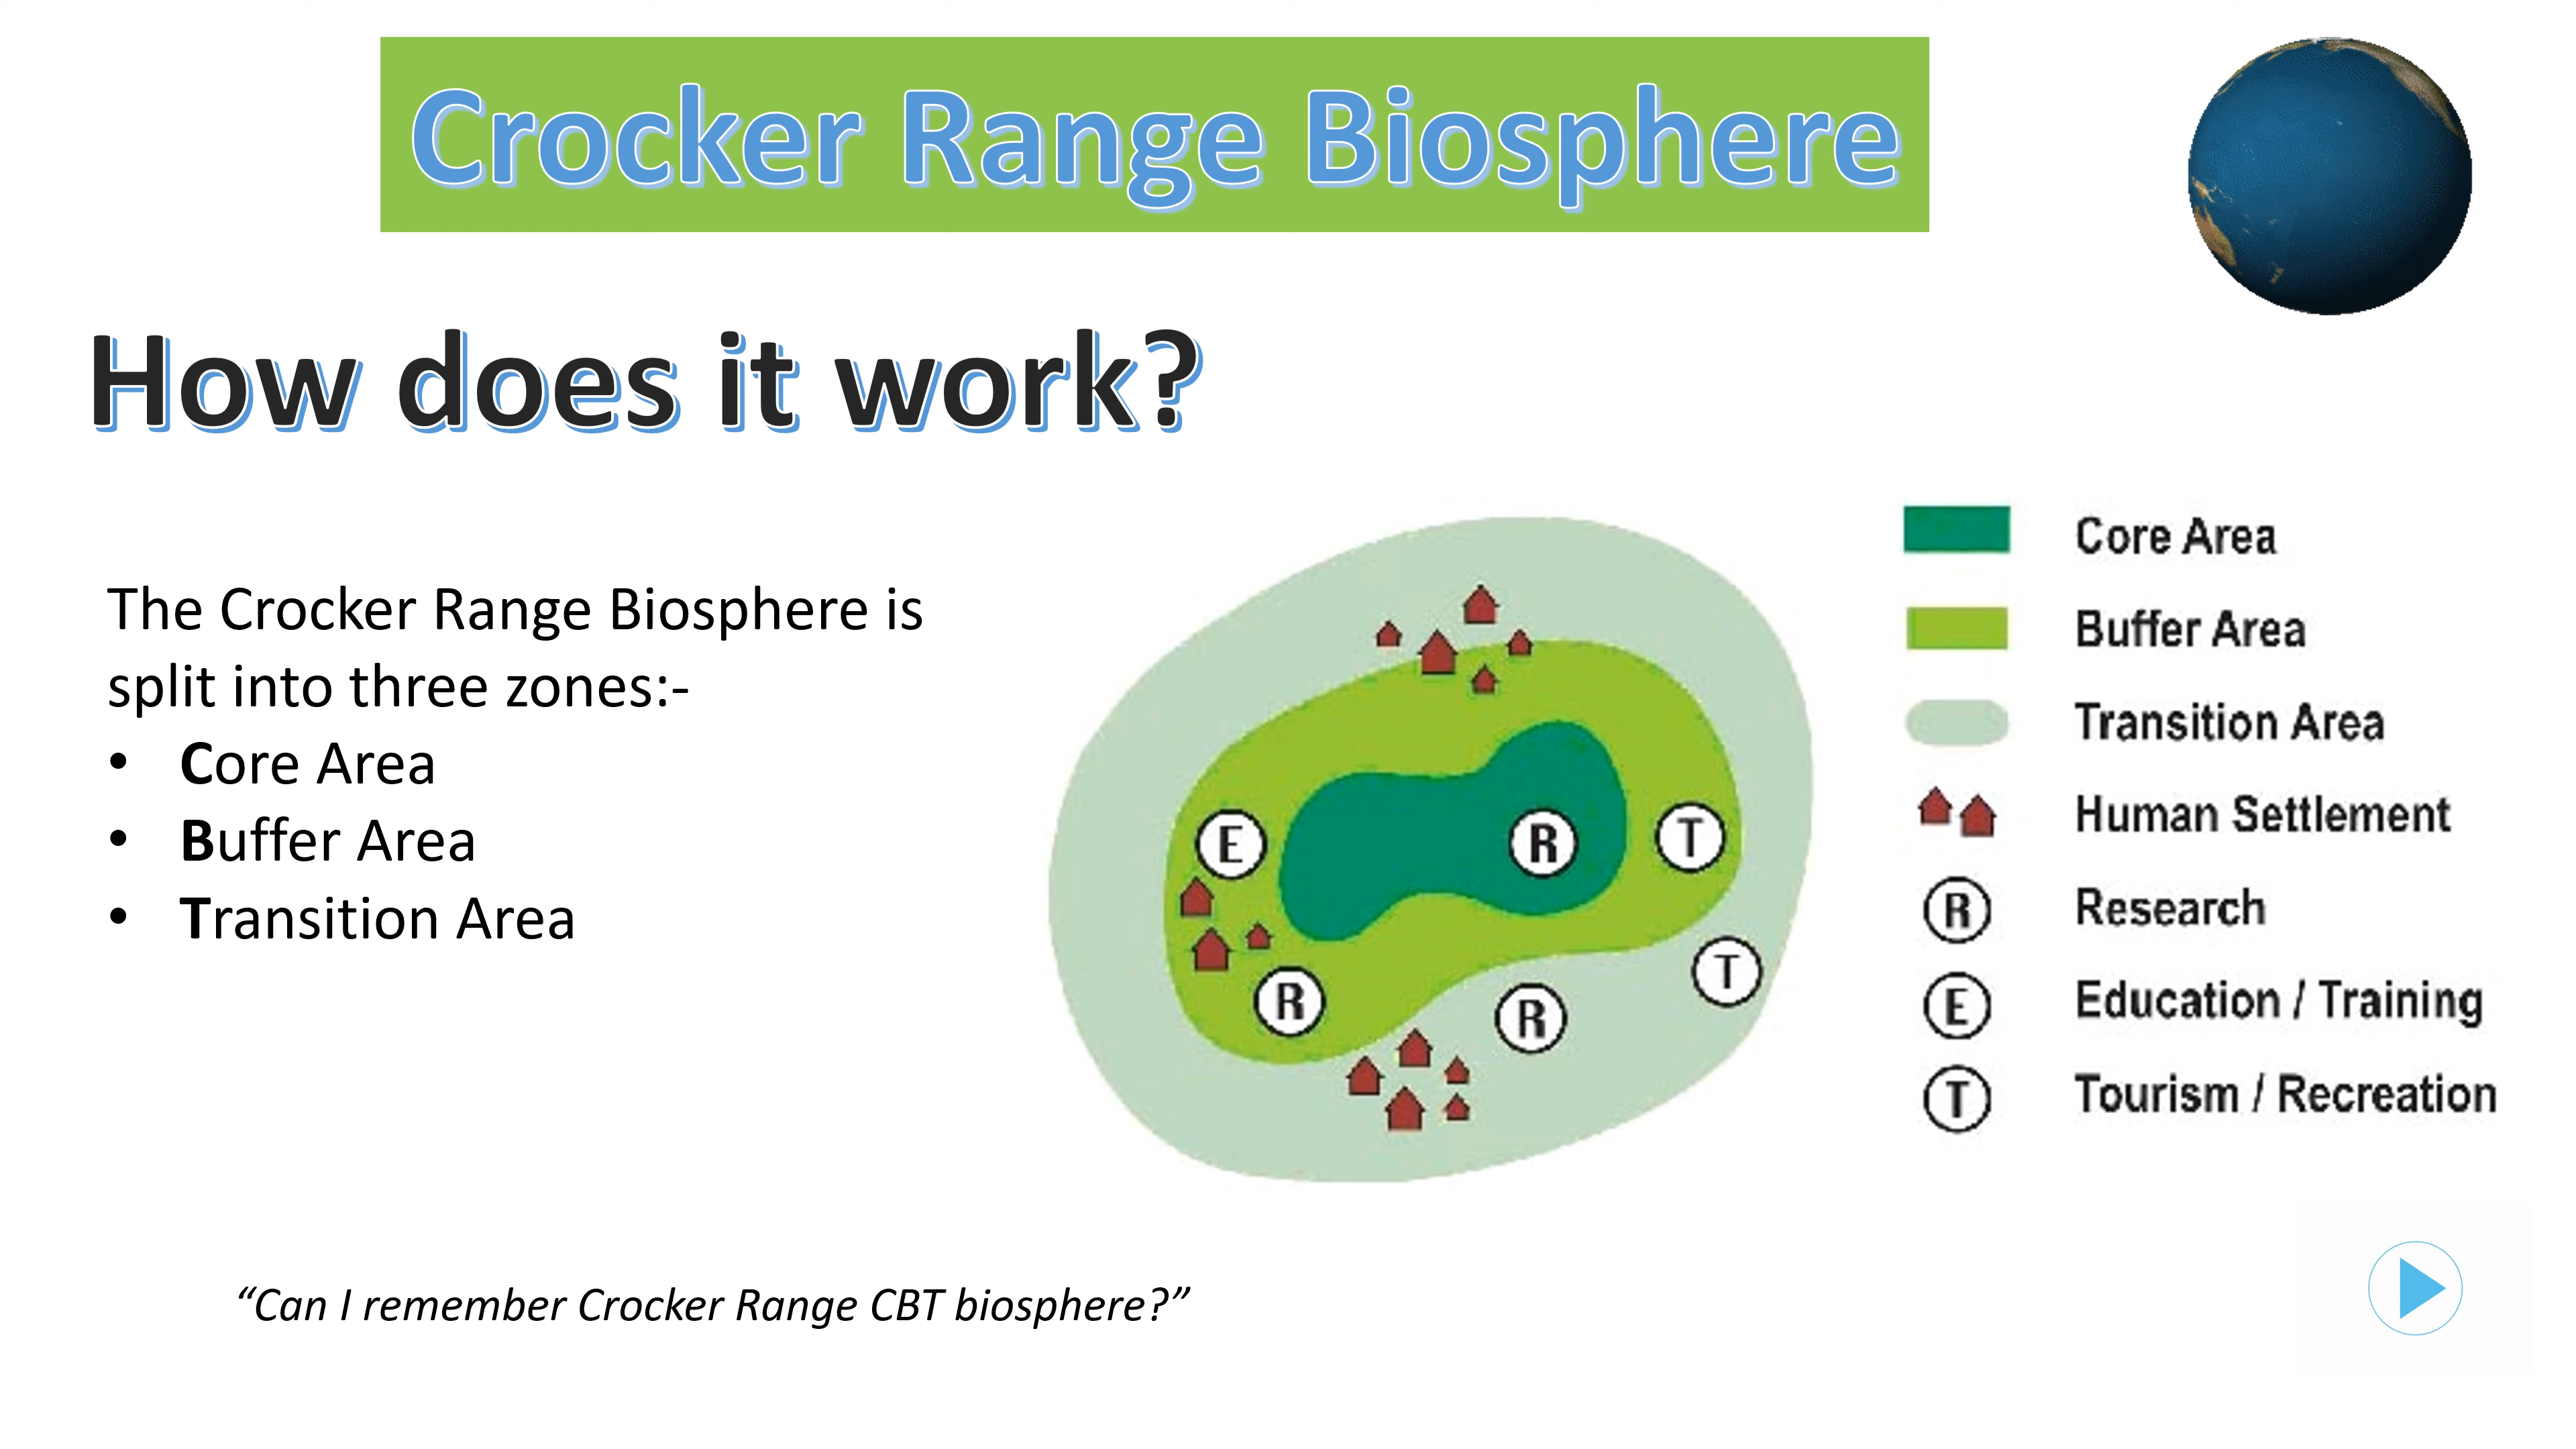 Crocker Range Biosphere
How does it work?
The Crocker Range Biosphere is
split into three zones:-
• Core Area
• Buffer Area
• Transition Area
E
R
T
R
R
T
Core Area
Buffer Area
Transition Area
Human Settlement
R Research
E Education / Training
T Tourism / Recreation
“Can I remember Crocker Range CBT biosphere?”